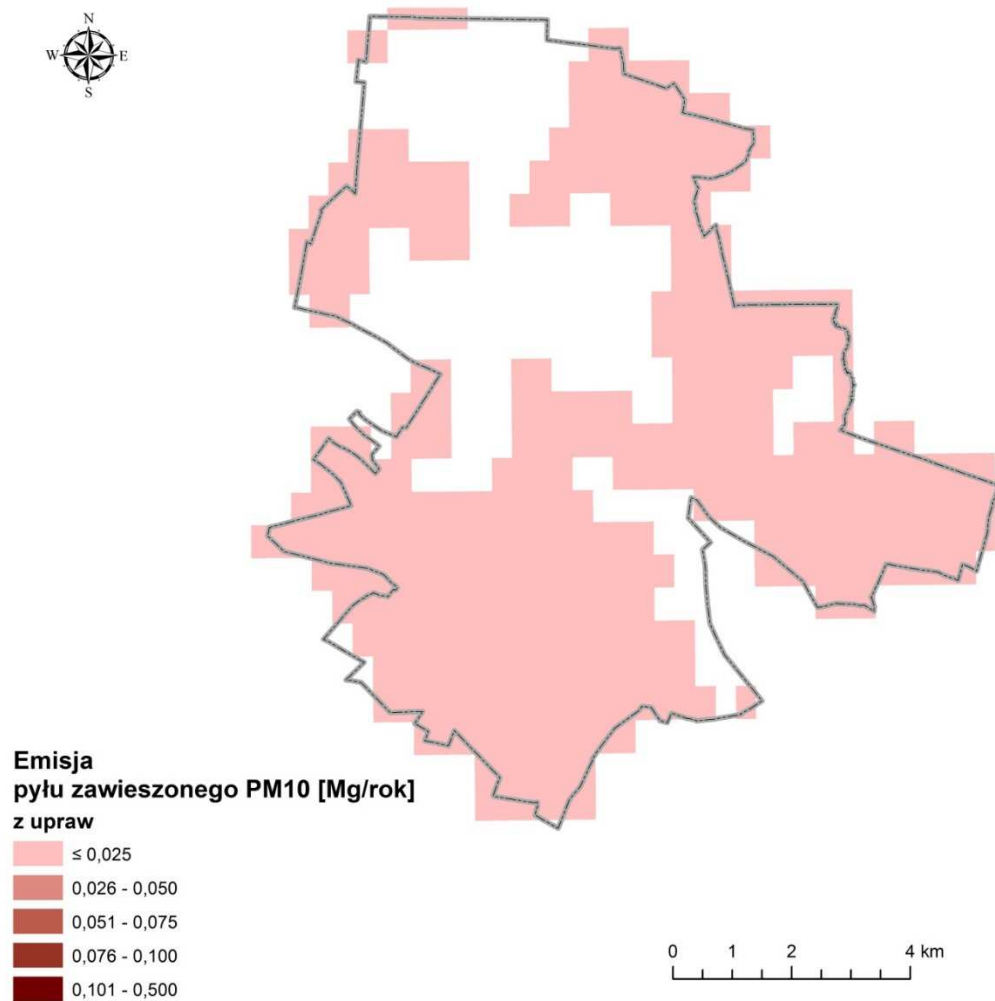 N
W E
S
Emisja
pyłu zawieszonego PM10 [Mg/rok]
z upraw
≤ 0,025
0,026 - 0,050
0,051 - 0,075
0,076 - 0,100
0,101 - 0,500
0 1 2 4 km